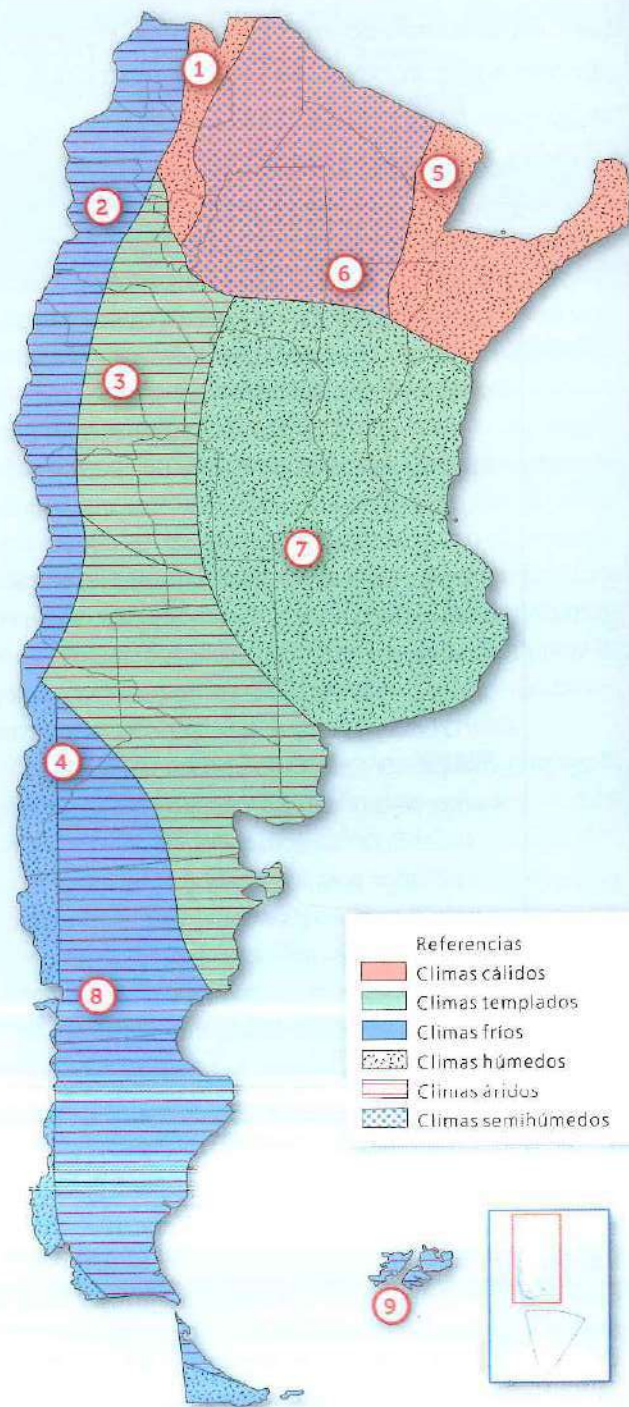 1
5
2
6
3
7
4
8
Referencias
Climas cálidos
Climas templados
Climas fríos
Climas húmedos
Climas áridos
Climas semihúmedos
9